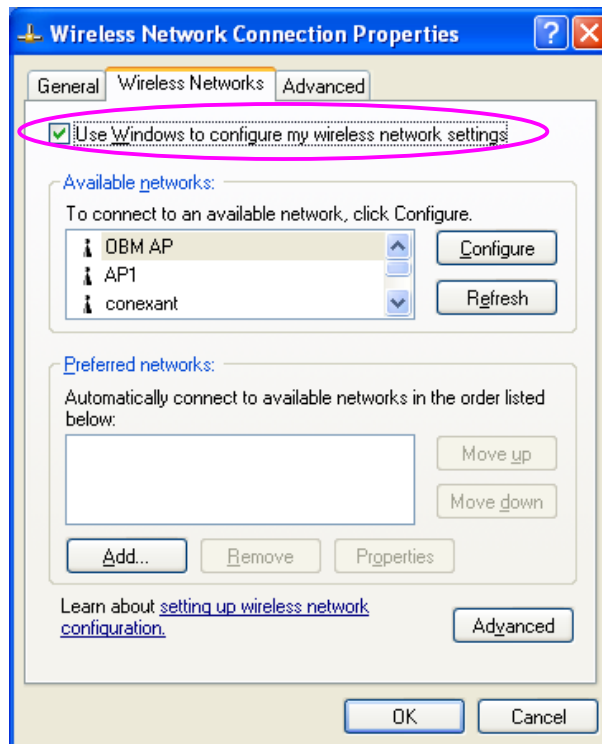 Wireless Network Connection Properties
General Wireless Networks Advanced
Use Windows to configure my wireless network settings
Available networks:
To connect to an available network, click Configure.
OBM AP
AP1
conexant
Configure
Refresh
Preferred networks:
Automatically connect to available networks in the order listed
below:
Move up
Move down
Add... Remove Properties
Learn about setting up wireless network
configuration.
Advanced
OK Cancel